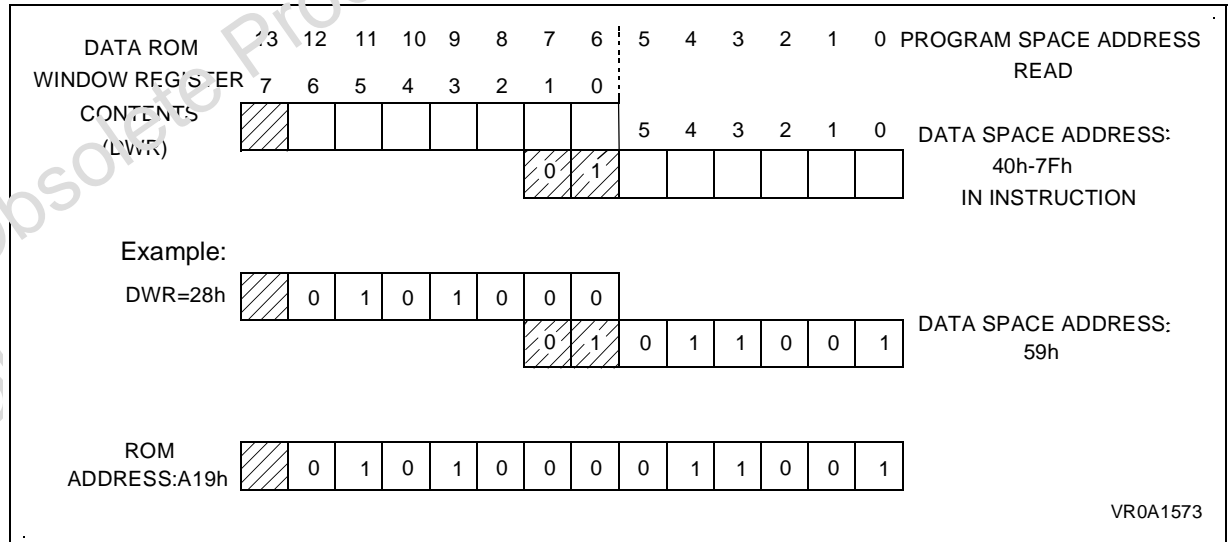 DATA ROM 13 12 11 10 9 8 7 6 5 4 3 2 1 0 PROGRAM SPACE ADDRESS
READ
WINDOW REGISTER 7 6 5 4 3 2 1 0
CONTENTS
(DWR)
5 4 3 2 1 0 DATA SPACE ADDRESS:
0 1 40h-7Fh
IN INSTRUCTION
Example:
DWR=28h 0 1 0 1 0 0 0
0 1 0 1 1 0 0 1 DATA SPACE ADDRESS:
59h
ROM
ADDRESS:A19h 0 1 0 1 0 0 0 0 1 1 0 0 1
VR0A1573
Obsolete